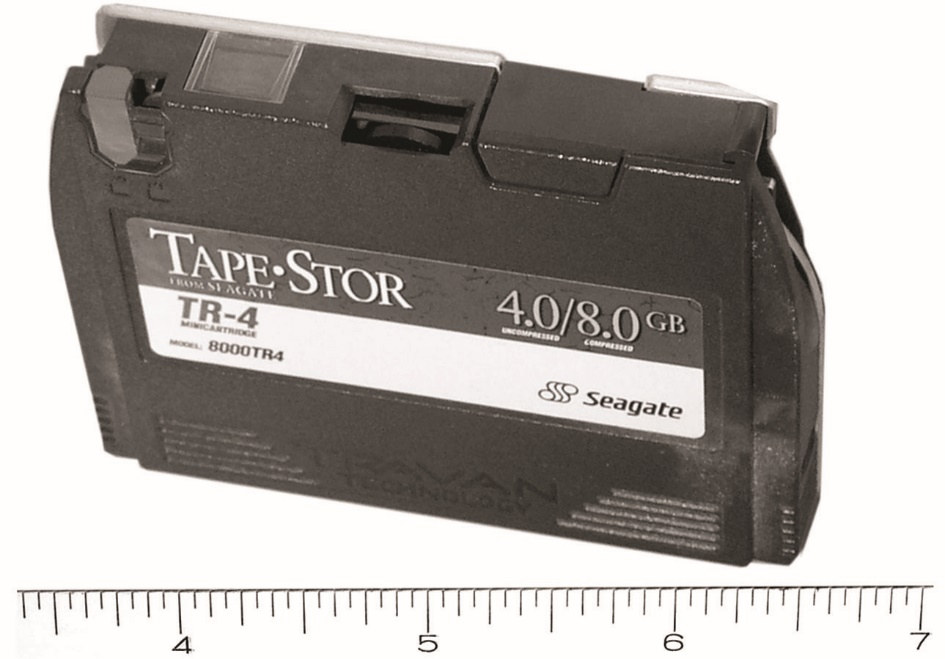 TAPE•STOR
FROM SEAGATE
4.0/8.0 GB
UNCOMPRESSED COMPRESSED
TR-4
MINICARTRIDGE
MODEL: 8000TR4
Seagate
TRAVAN
TECHNOLOGY
4 5 6 7